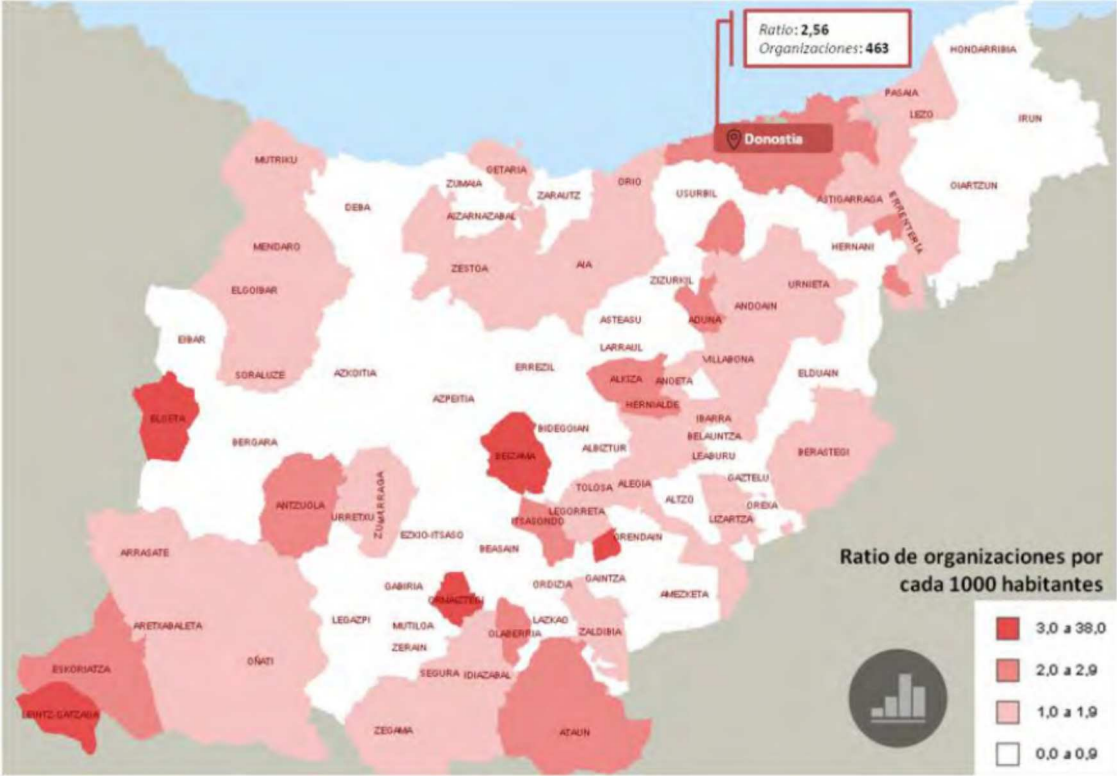 Ratio: 2,56
Organizaciones: 463
HONDARRIBIA
PASAIA
LEZO
IRUN
Donostia
MUTRIKU
GETARIA
ZUMAIA
ZARAUTZ
ORIO
USURBIL
OIARTZUN
DEBA
AIZARNAZABAL
ASTIGARRAGA
ERRENTERIA
MENDARO
HERNANI
ZESTOA
AIA
ZIZURKIL
URNIETA
ELGOIBAR
ANDOAIN
ASTEASU
ADUNA
EIBAR
LARRAUL
VILLABONA
SORALUZE
AZKOITIA
ERREZIL
ALKIZA
ANOETA
ELDUAIN
AZPEITIA
HERNIALDE
ELGETA
IBARRA
BIDEGOIAN
BELAUNTZA
BERGARA
ALBIZTUR
LEABURU
BERASTEGI
BEIZAMA
GAZTELU
TOLOSA
ALEGIA
ALTZO
OREXA
ANTZUOLA
URRETXU
ZUMARRAGA
LEGORRETA
ITSASONDO
LIZARTZA
EZKIO-ITSASO
ORENDAIN
ARRASATE
BEASAIN
GABIRIA
ORDIZIA
GAINTZA
AMEZKETA
ORMAIZTEGI
ARETXABALETA
LEGAZPI
MUTILOA
LAZKAO
OLABERRIA
ZALDIBIA
ZERAIN
ESKORIATZA
OÑATI
SEGURA
IDIAZABAL
LEINTZ-GATZAGA
ZEGAMA
ATAUN
Ratio de organizaciones por
cada 1000 habitantes
3,0 a 38,0
2,0 a 2,9
1,0 a 1,9
0,0 a 0,9